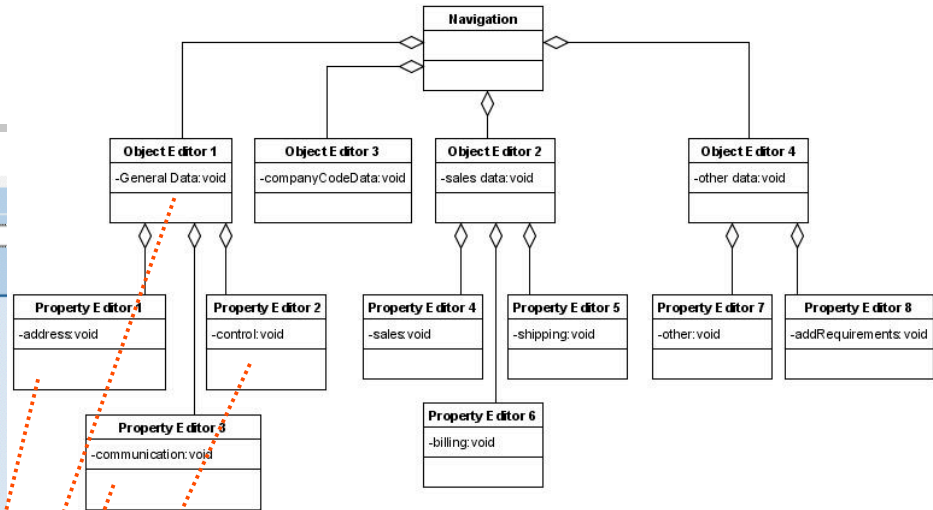 Navigation
Object Editor 1
-General Data:void
Object Editor 3
-companyCodeData:void
Object Editor 2
-sales data:void
Object Editor 4
-other data:void
Property Editor 1
-address:void
Property Editor 2
-control:void
Property Editor 4
-sales:void
Property Editor 5
-shipping:void
Property Editor 7
-other:void
Property Editor 8
-addRequirements:void
Property Editor 3
-communication:void
Property Editor 6
-billing:void